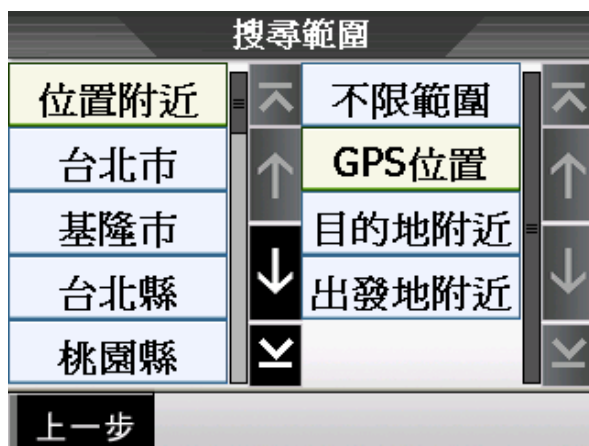 搜尋範圍
位置附近
台北市
基隆市
台北縣
桃園縣
不限範圍
GPS位置
目的地附近
出發地附近
上一步